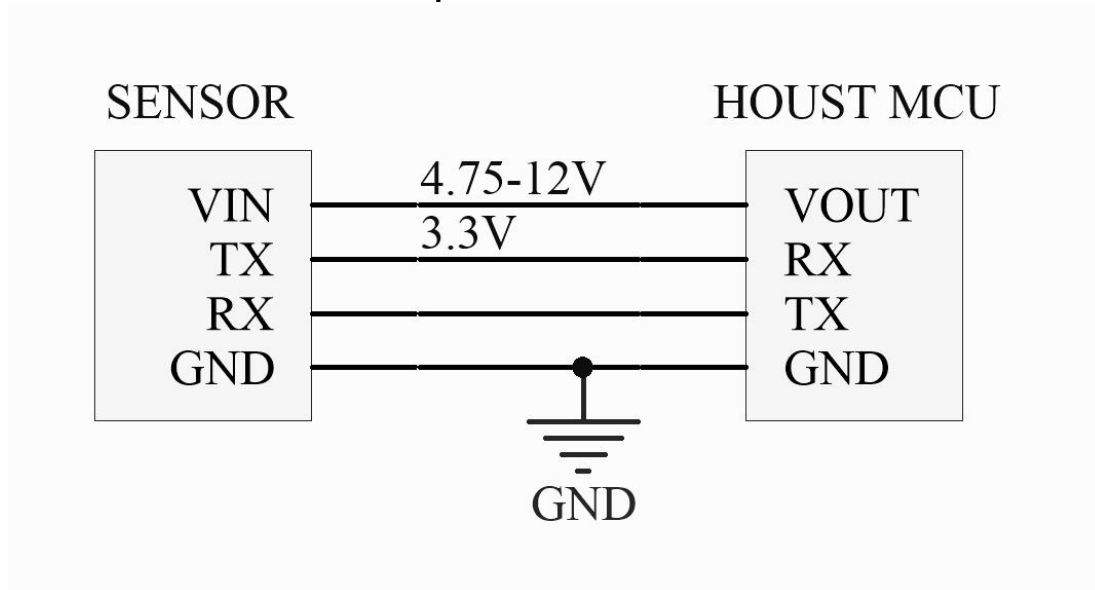 SENSOR
HOUST MCU
4.75-12V
VIN
VOUT
3.3V
TX
RX
RX
TX
GND
GND
GND